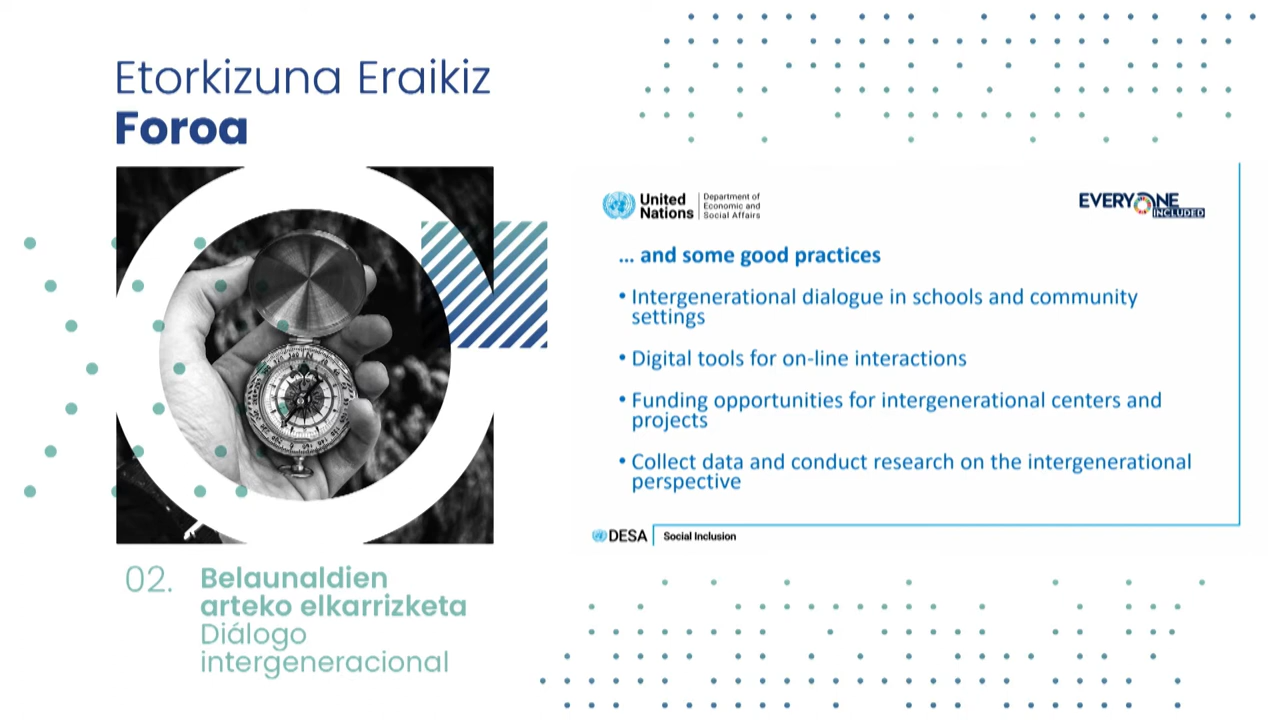 Etorkizuna Eraikiz
Foroa
United
Nations
Department of
Economic and
Social Affairs
EVERYONE
INCLUDED
... and some good practices
• Intergenerational dialogue in schools and community
settings
• Digital tools for on-line interactions
• Funding opportunities for intergenerational centers and
projects
• Collect data and conduct research on the intergenerational
perspective
DESA
Social Inclusion
02.
Belaunaldien
arteko elkarrizketa
Diálogo
intergeneracional